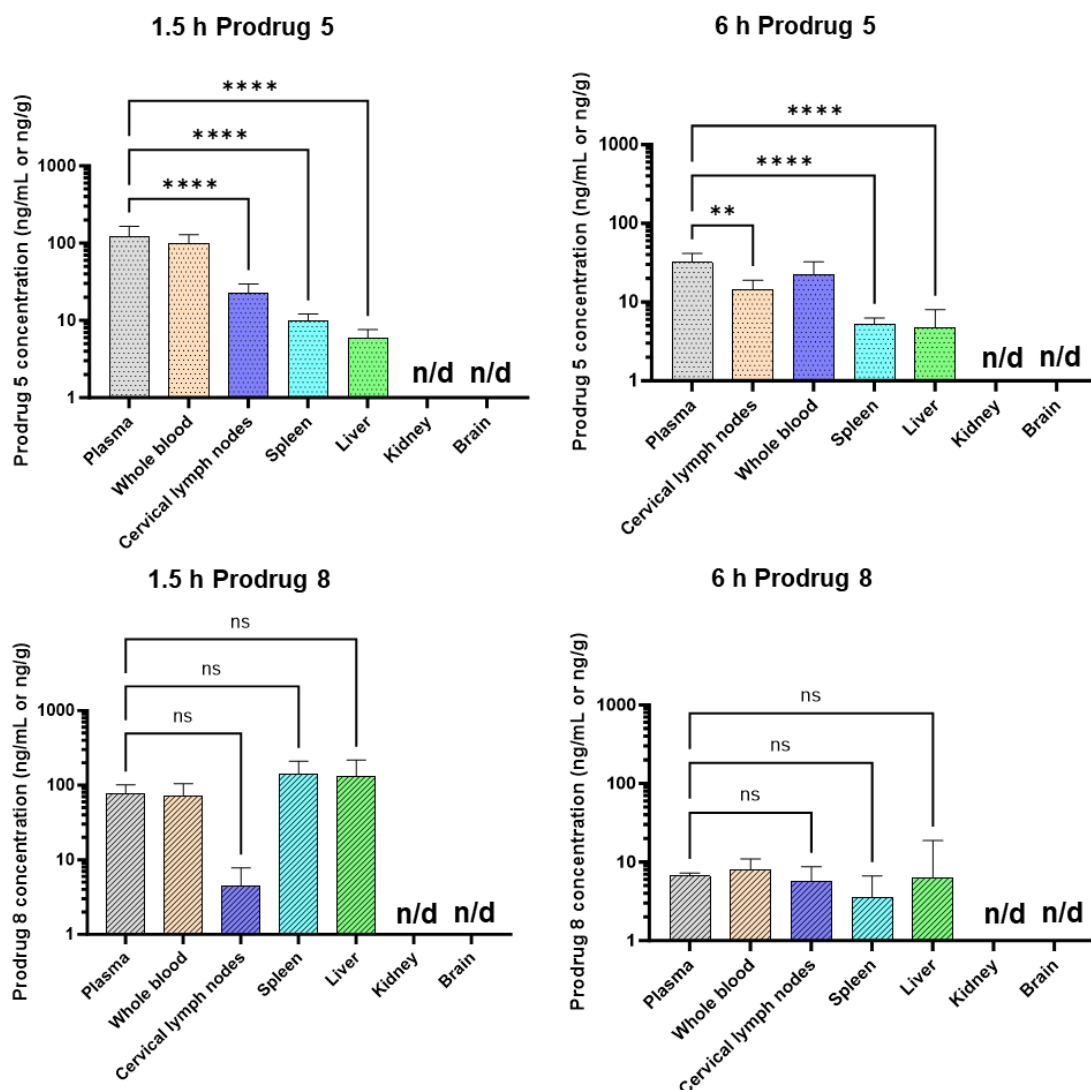 1.5 h Prodrug 5
Prodrug 5 concentration (ng/mL or ng/g)
1000
100
10
1
****
****
****
n/d n/d
Plasma
Whole blood
Cervical lymph nodes
Spleen
Liver
Kidney
Brain
6 h Prodrug 5
Prodrug 5 concentration (ng/mL or ng/g)
1000
100
10
1
****
****
**
n/d n/d
Plasma
Cervical lymph nodes
Whole blood
Spleen
Liver
Kidney
Brain
1.5 h Prodrug 8
Prodrug 8 concentration (ng/mL or ng/g)
1000
100
10
1
ns
ns
ns
n/d n/d
Plasma
Whole blood
Cervical lymph nodes
Spleen
Liver
Kidney
Brain
6 h Prodrug 8
Prodrug 8 concentration (ng/mL or ng/g)
1000
100
10
1
ns
ns
ns
n/d n/d
Plasma
Whole blood
Cervical lymph nodes
Spleen
Liver
Kidney
Brain